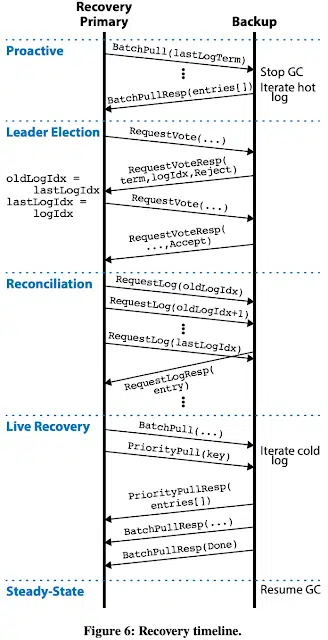 Recovery
Primary
Backup
Proactive
BatchPull(lastLogTerm)
Stop GC
BatchPullResp(entries[])
Iterate hot
log
Leader Election
RequestVote(...)
RequestVoteResp(
term,logIdx,Reject)
oldLogIdx =
lastLogIdx
lastLogIdx =
logIdx
RequestVote(...)
RequestVoteResp(
...,Accept)
Reconciliation
RequestLog(oldLogIdx)
RequestLog(oldLogIdx+1)
RequestLog(lastLogIdx)
RequestLogResp(
entry)
Live Recovery
BatchPull(...)
PriorityPull(key)
Iterate cold
log
PriorityPullResp(
entries[])
BatchPullResp(...)
BatchPullResp(Done)
Steady-State
Resume GC
Figure 6: Recovery timeline.